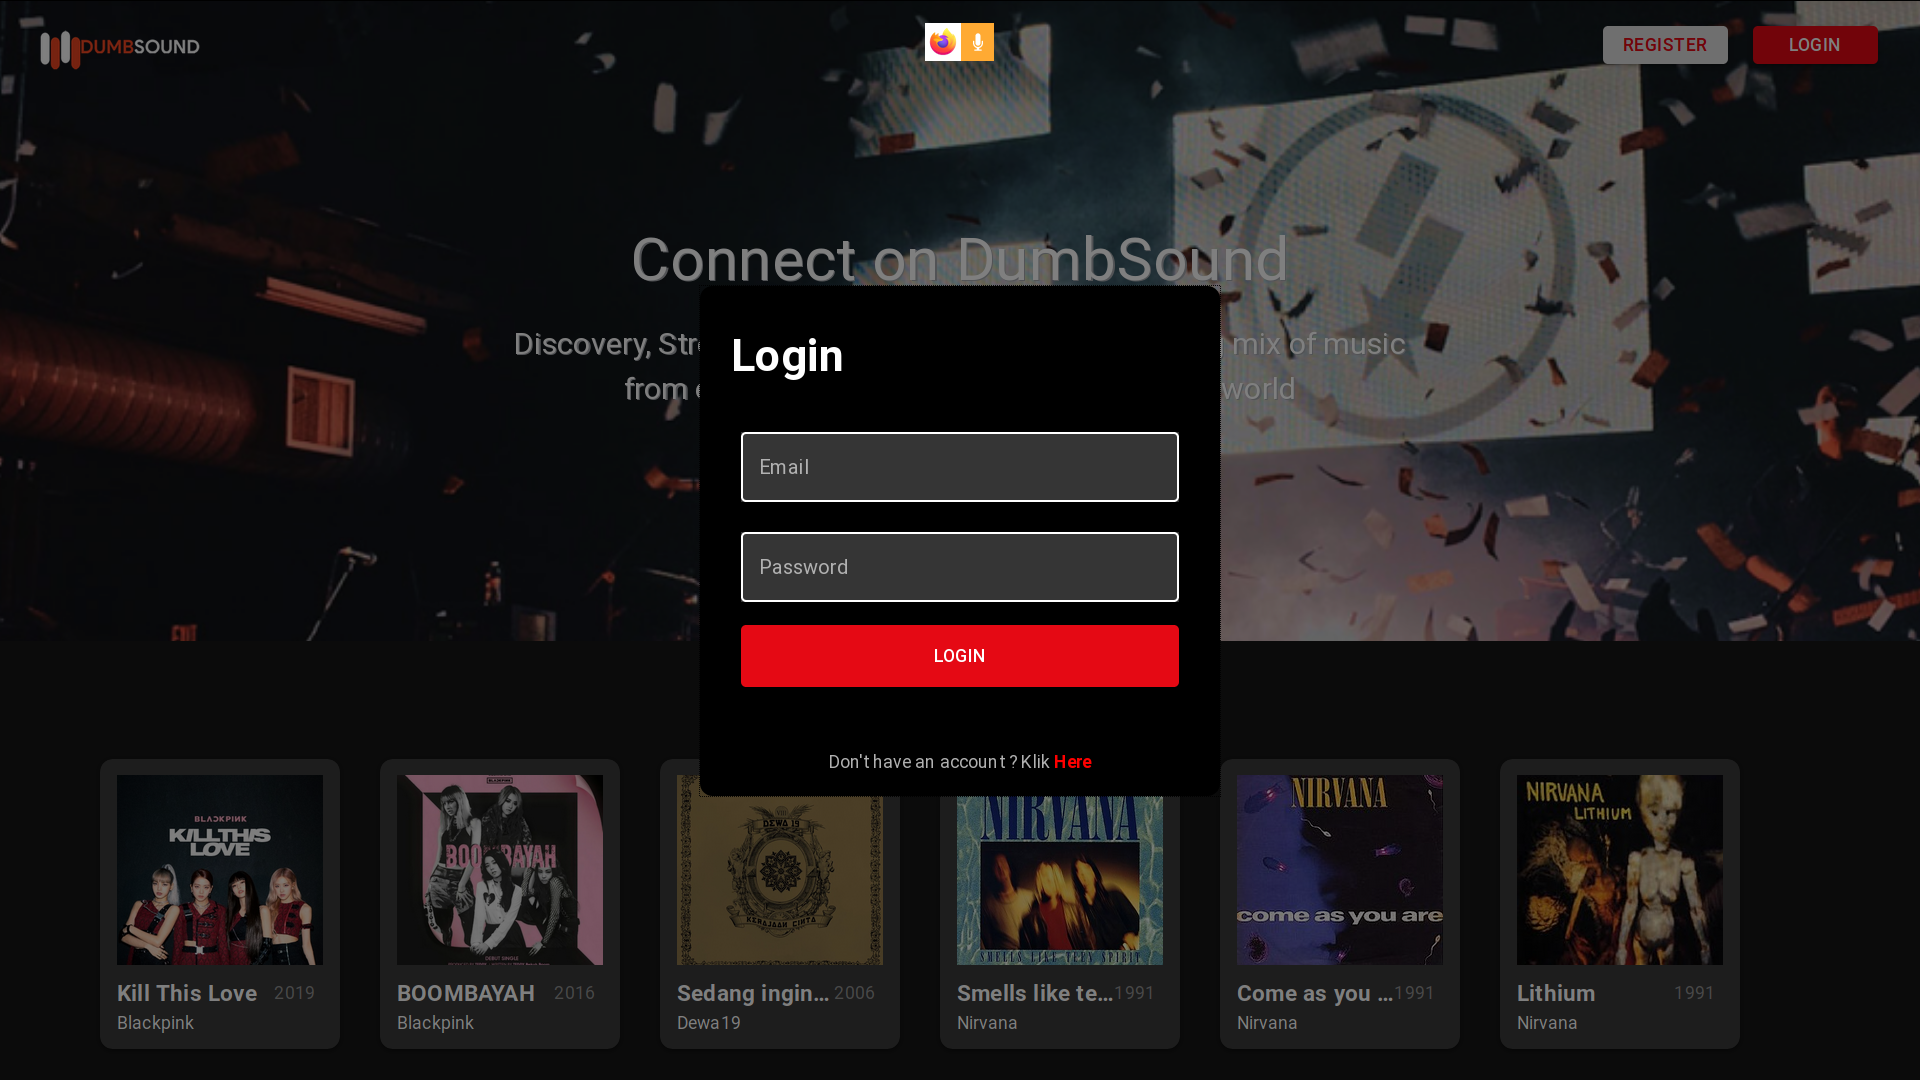 DUMBSOUND
REGISTER
LOGIN
Connect on DumbSound
Discovery, Str
mix of music
from e
world
Login
Email
Password
LOGIN
Don't have an account ? Klik Here
BLACKPINK
KILL THIS LOVE
BLACKPINK
BOOMBAYAH
DEBUT SINGLE
DEWA 19
KERAJAAN CINTA
NIRVANA
SMELLS LIKE TEEN SPIRIT
NIRVANA
come as you are
NIRVANA
LITHIUM
Kill This Love 2019
Blackpink
BOOMBAYAH 2016
Blackpink
Sedang ingin... 2006
Dewa19
Smells like te... 1991
Nirvana
Come as you ... 1991
Nirvana
Lithium 1991
Nirvana